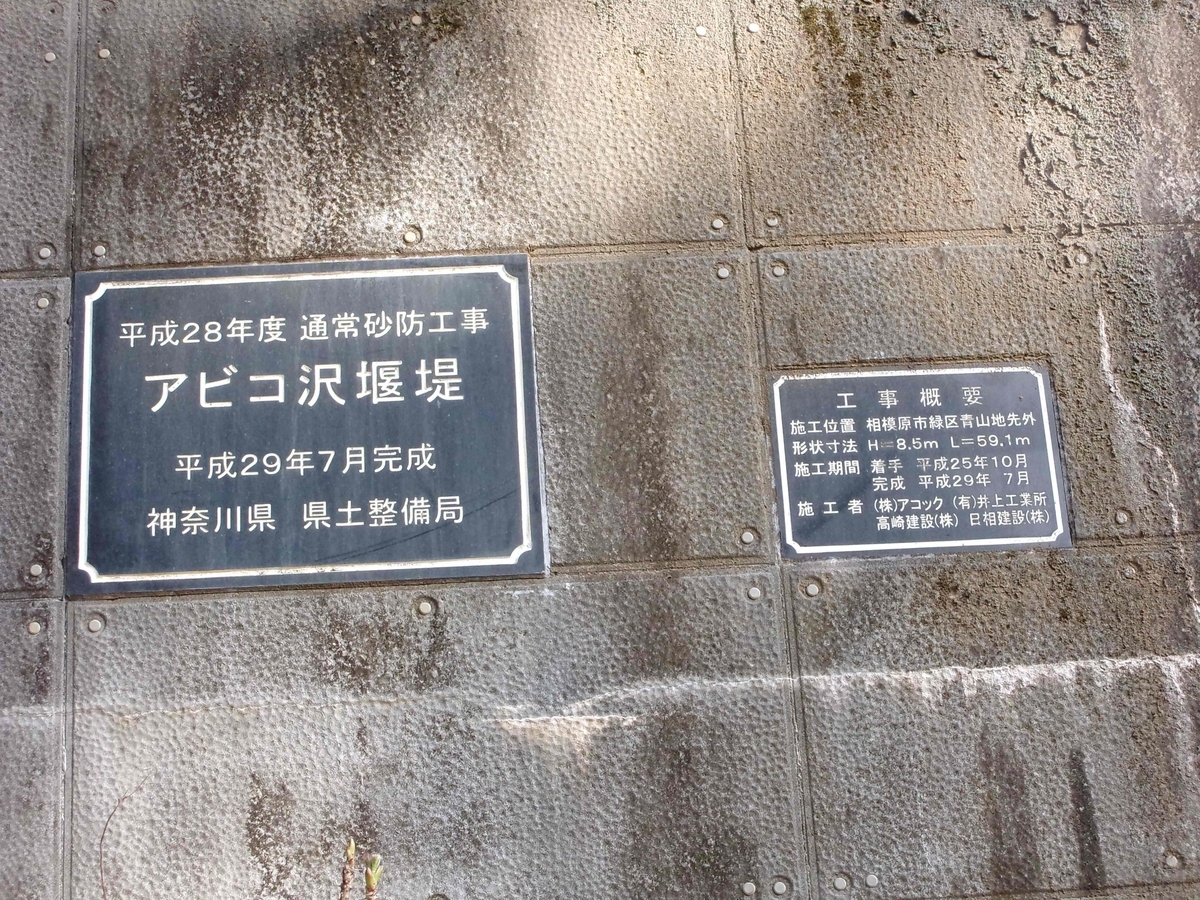 平成28年度 通常砂防工事
アビコ沢堰堤
平成29年7月完成
神奈川県 県土整備局
工事概要
施工位置 相模原市緑区青山地先外
形状寸法 H=8.5m L=59.1m
施工期間 着手 平成25年10月
完成 平成29年 7月
施工者 (株)アコック (有)井上工業所
高崎建設(株) 日相建設(株)